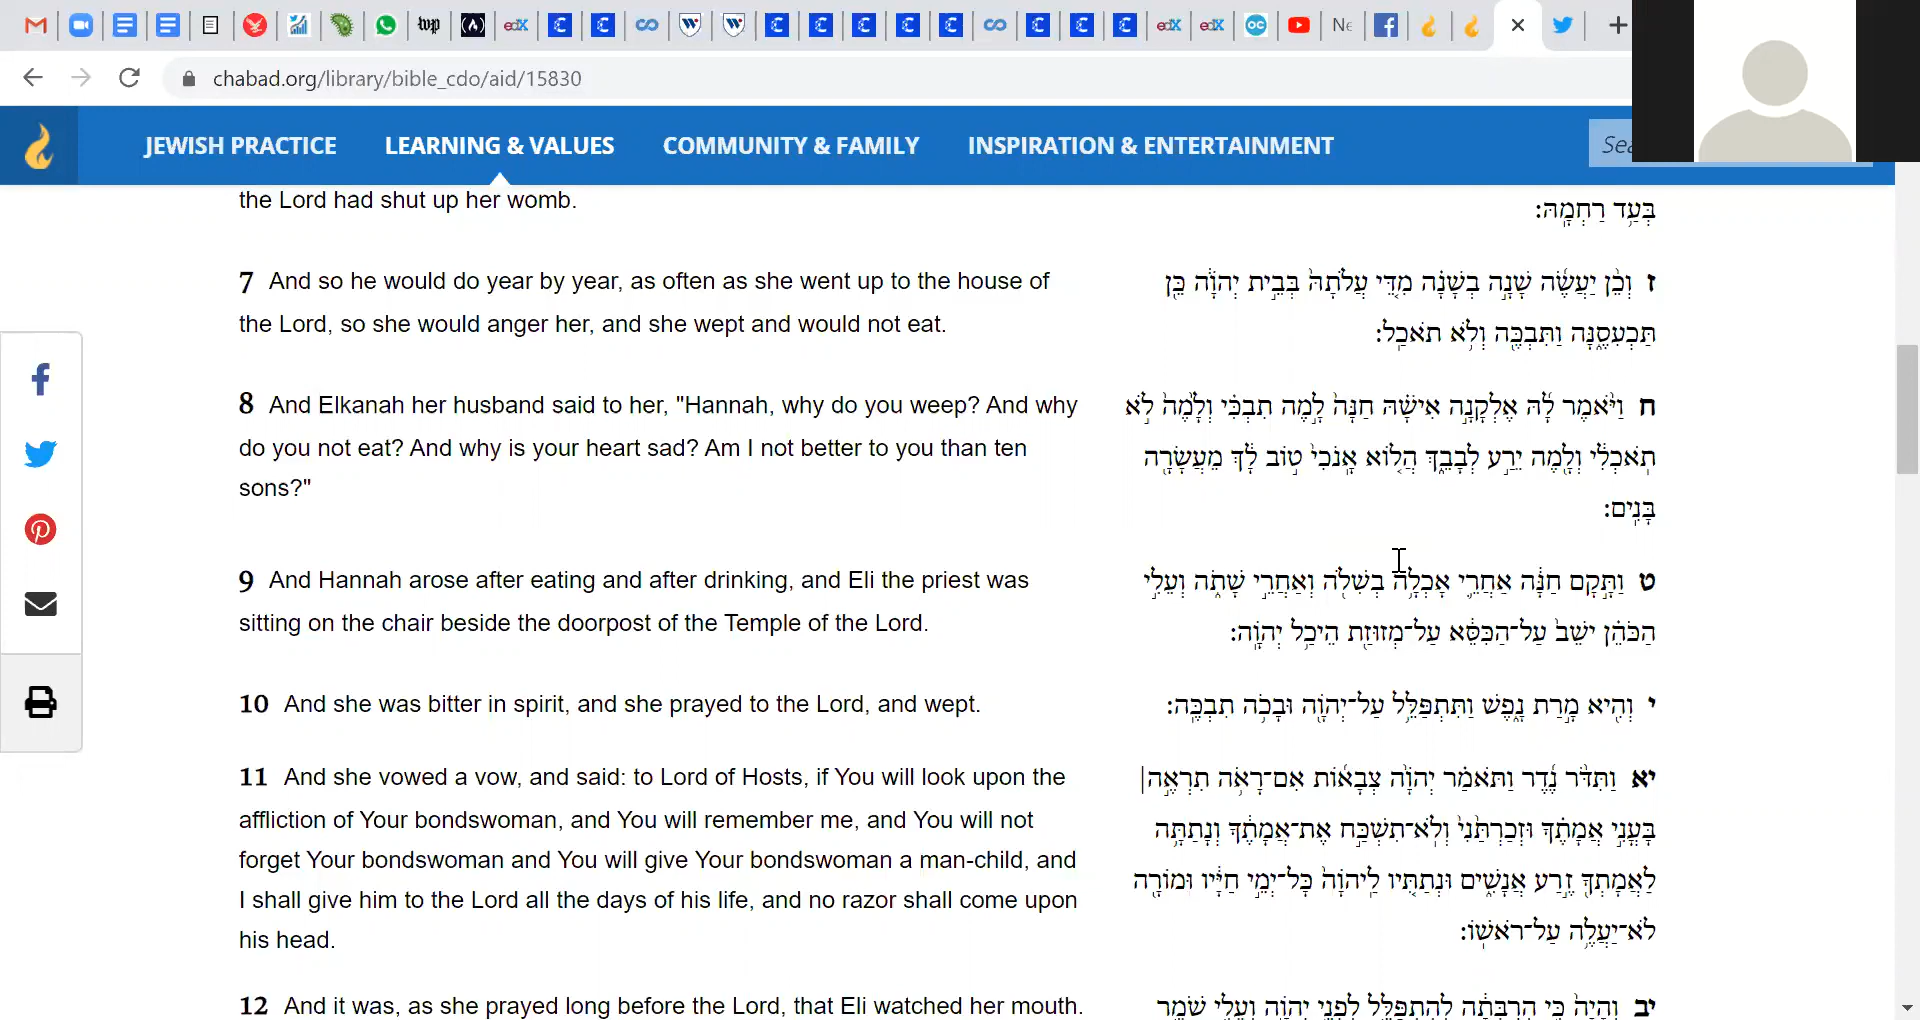 chabad.org/library/bible_cdo/aid/15830
JEWISH PRACTICE LEARNING & VALUES COMMUNITY & FAMILY INSPIRATION & ENTERTAINMENT
the Lord had shut up her womb.
בְּעַ֥ד רַחְמָֽהּ:
7 And so he would do year by year, as often as she went up to the house of
the Lord, so she would anger her, and she wept and would not eat.
ז וְכֵ֨ן יַעֲשֶׂ֜ה שָׁנָ֣ה בְשָׁנָ֗ה מִדֵּ֚י עֲלֹתָהּ֙ בְּבֵ֣ית יְהֹוָ֔ה כֵּ֖ן
תַּכְעִסֶ֑נָּה וַתִּבְכֶּ֖ה וְלֹ֥א תֹאכַֽל:
8 And Elkanah her husband said to her, "Hannah, why do you weep? And why
do you not eat? And why is your heart sad? Am I not better to you than ten
sons?"
ח וַיֹּ֨אמֶר לָ֜הּ אֶלְקָנָ֣ה אִישָׁ֗הּ חַנָּה֙ לָ֣מֶה תִבְכִּ֗י וְלָ֙מֶה֙ לֹ֣א
תֹֽאכְלִ֔י וְלָ֖מֶה יֵרַ֣ע לְבָבֵ֑ךְ הֲל֚וֹא אָֽנֹכִי֙ ט֣וֹב לָ֔ךְ מֵעֲשָׂרָ֖ה
בָּנִֽים:
9 And Hannah arose after eating and after drinking, and Eli the priest was
sitting on the chair beside the doorpost of the Temple of the Lord.
ט וַתָּ֣קָם חַנָּ֔ה אַחֲרֵ֛י אָכְלָ֥ה בְשִׁלֹ֖ה וְאַחֲרֵ֣י שָׁתֹ֑ה וְעֵלִ֣י
הַכֹּהֵ֗ן ישֵׁב֙ עַל־הַכִּסֵּ֔א עַל־מְזוּזַ֖ת הֵיכַ֥ל יְהֹוָֽה:
10 And she was bitter in spirit, and she prayed to the Lord, and wept.
י וְהִ֖יא מָ֣רַת נָ֑פֶשׁ וַתִּתְפַּלֵּ֥ל עַל־יְהֹוָ֖ה וּבָכֹ֥ה תִבְכֶּֽה:
11 And she vowed a vow, and said: to Lord of Hosts, if You will look upon the
affliction of Your bondswoman, and You will remember me, and You will not
forget Your bondswoman and You will give Your bondswoman a man-child, and
I shall give him to the Lord all the days of his life, and no razor shall come upon
his head.
יא וַתִּדֹּ֨ר נֶ֜דֶר וַתֹּאמַ֗ר יְהֹוָ֨ה צְבָא֜וֹת אִם־רָאֹ֥ה תִרְאֶ֣ה|
בָּעֳנִ֣י אֲמָתֶ֗ךָ וּזְכַרְתַּ֙נִי֙ וְלֹֽא־תִשְׁכַּ֣ח אֶת־אֲמָתֶ֔ךָ וְנָתַתָּ֥ה
לַאֲמָתְךָ֖ זֶ֣רַע אֲנָשִׁ֑ים וּנְתַתִּ֚יו לַֽיהֹוָה֙ כָּל־יְמֵ֣י חַיָּ֔יו וּמוֹרָ֖ה
לֹא־יַעֲלֶ֥ה עַל־רֹאשֽׁוֹ:
12 And it was, as she prayed long before the Lord, that Eli watched her mouth.
יב וְהָיָה֙ כִּ֣י הִרְבְּתָ֔ה לְהִתְפַּלֵּ֖ל לִפְנֵ֣י יְהֹוָ֑ה וְעֵלִ֖י שֹׁמֵ֥ר